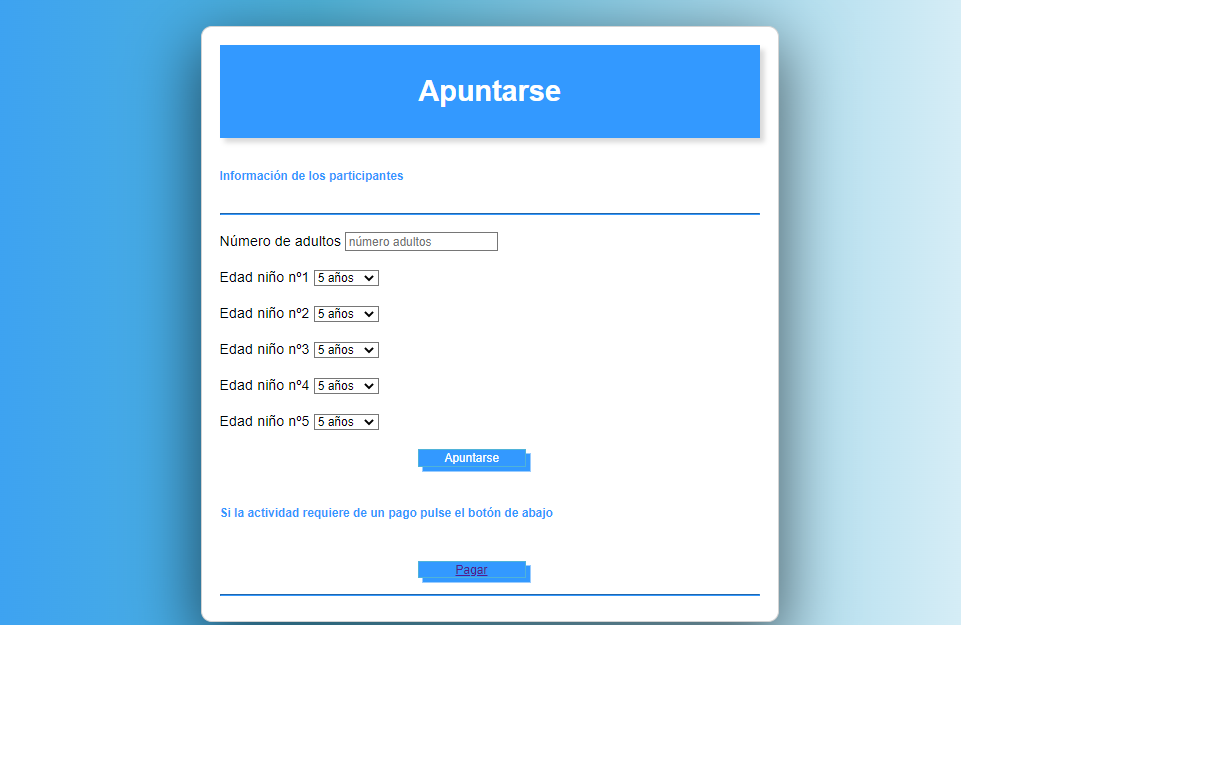 Apuntarse
Información de los participantes
Número de adultos número adultos
Edad niño nº1 5 años
Edad niño nº2 5 años
Edad niño nº3 5 años
Edad niño nº4 5 años
Edad niño nº5 5 años
Apuntarse
Si la actividad requiere de un pago pulse el botón de abajo
Pagar